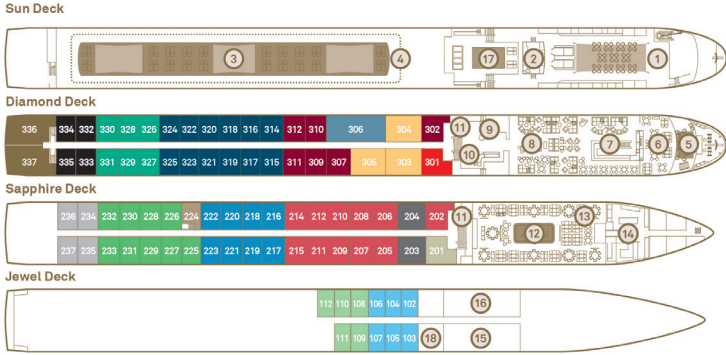 Sun Deck
3 4 17 2 1
Diamond Deck
336 334 332 330 328 326 324 322 320 318 316 314 312 310 306 304 302 11 9 8 7 6 5
337 335 333 331 329 327 325 323 321 319 317 315 311 309 307 305 303 301 10
Sapphire Deck
236 234 232 230 228 226 224 222 220 218 216 214 212 210 208 206 204 202 11 13 12 14
237 235 233 231 229 227 225 223 221 219 217 215 211 209 207 205 203 201
Jewel Deck
112 110 108 106 104 102 16
111 109 107 105 103 18 15